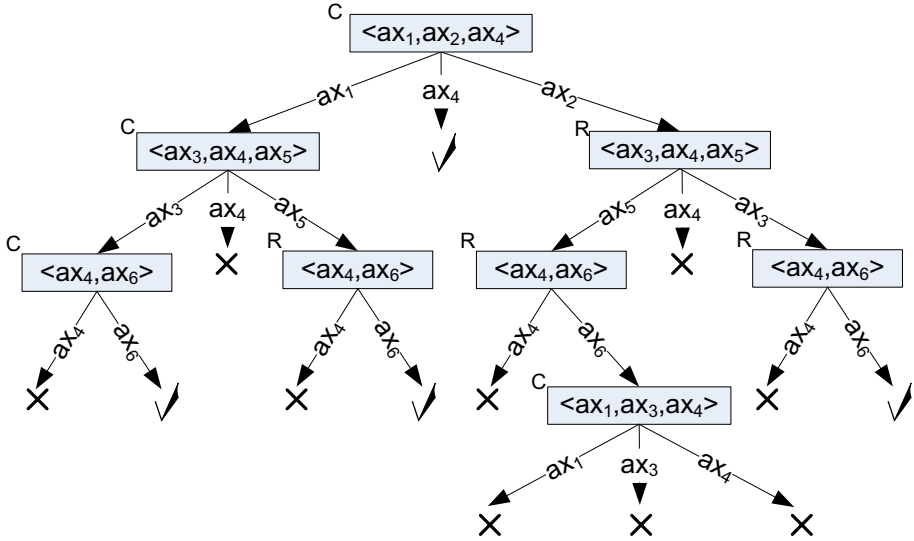 C
<ax₁,ax₂,ax₄>
ax₁ ax₄ ax₂
C R
<ax₃,ax₄,ax₅> <ax₃,ax₄,ax₅>
ax₃ ax₄ ax₅ ax₅ ax₄ ax₃
C R R R
<ax₄,ax₆> <ax₄,ax₆> <ax₄,ax₆> <ax₄,ax₆>
ax₄ ax₆ ax₄ ax₆ ax₄ ax₆ ax₄ ax₆
C
<ax₁,ax₃,ax₄>
ax₁ ax₃ ax₄